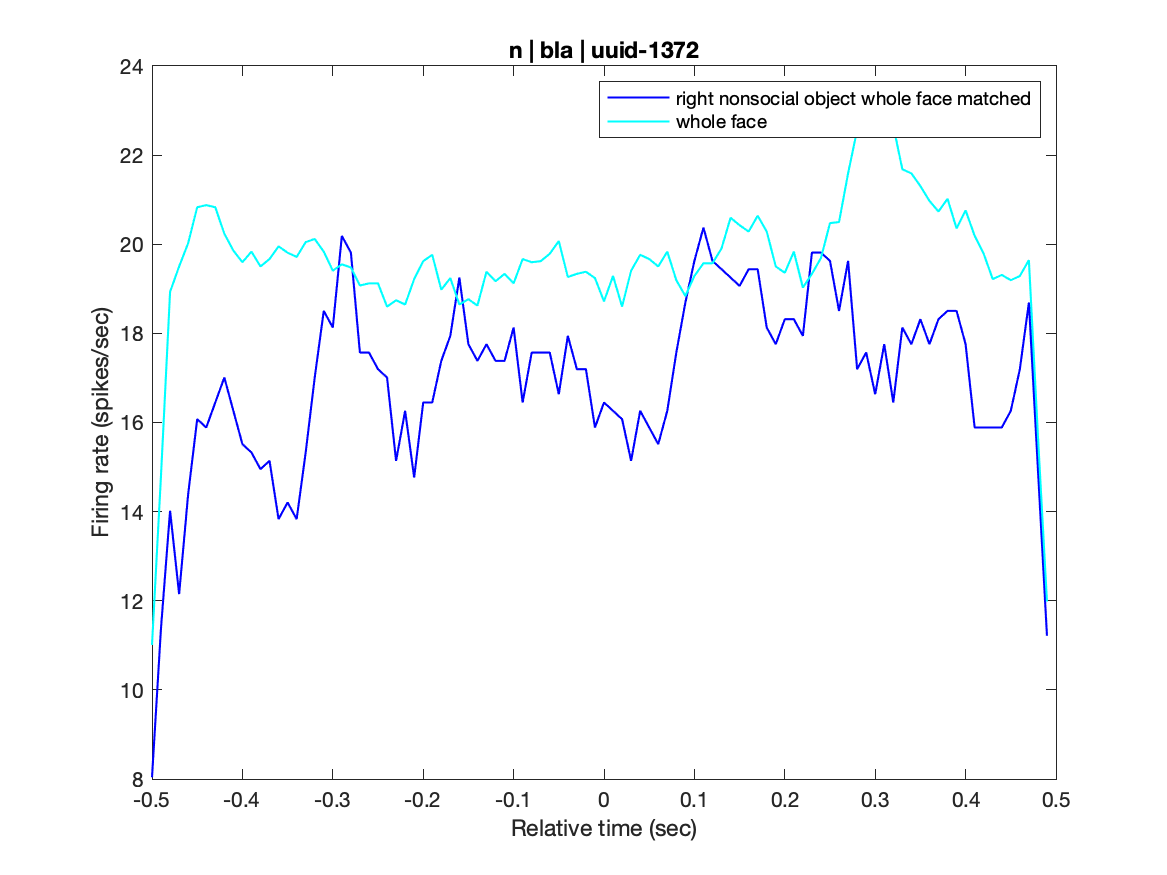 n | bla | uuid-1372
right nonsocial object whole face matched
whole face
Firing rate (spikes/sec)
24
22
20
18
16
14
12
10
8
-0.5 -0.4 -0.3 -0.2 -0.1 0 0.1 0.2 0.3 0.4 0.5
Relative time (sec)